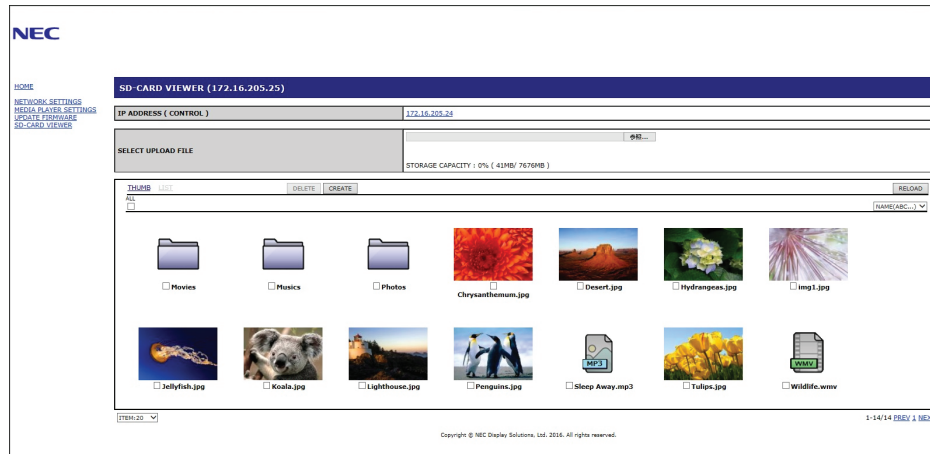 NEC
HOME
NETWORK SETTINGS
MEDIA PLAYER SETTINGS
UPDATE FIRMWARE
SD-CARD VIEWER
SD-CARD VIEWER (172.16.205.25)
IP ADDRESS ( CONTROL ) 172.16.205.24
SELECT UPLOAD FILE
参照...
STORAGE CAPACITY : 0% ( 41MB/ 7676MB )
THUMB LIST DELETE CREATE RELOAD
ALL
NAME(ABC...)
Movies Musics Photos Chrysanthemum.jpg Desert.jpg Hydrangeas.jpg img1.jpg
MP3 WMV
Jellyfish.jpg Koala.jpg Lighthouse.jpg Penguins.jpg Sleep Away.mp3 Tulips.jpg Wildlife.wmv
ITEM:20 1-14/14 PREV 1 NEX
Copyright © NEC Display Solutions, Ltd. 2016. All rights reserved.